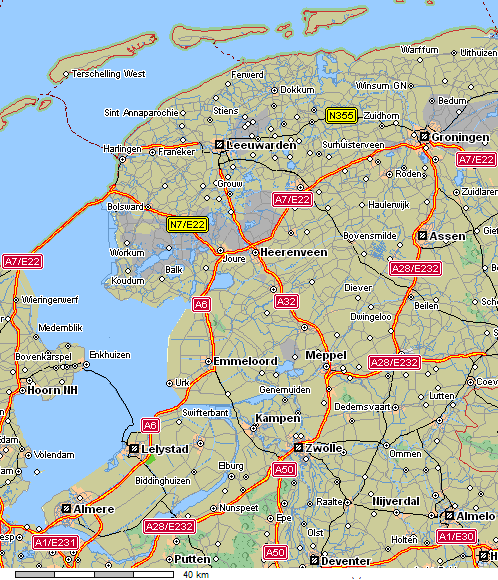 Warffum
Uithuizen
Terschelling West
Ferwerd
Dokkum
Winsum GN
Bedum
Sint Annaparochie
Stiens
N355
Zuidhorn
Groningen
Harlingen
Franeker
Leeuwarden
Surhuisterveen
A7/E22
Grouw
Roden
Zuidlaren
Bolsward
A7/E22
Haulerwijk
N7/E22
Bovensmilde
Assen
Workum
Joure
Heerenveen
A7/E22
Balk
A28/E232
Koudum
Diever
Wieringerwerf
A6
A32
Beilen
Dwingeloo
Medemblik
Bovenkarspel
Enkhuizen
Emmeloord
Meppel
A28/E232
Hoorn NH
Urk
Genemuiden
Lutten
Coev
Dedemsvaart
Swifterbant
Kampen
A6
Zwolle
Ommen
Volendam
Lelystad
Elburg
A50
Biddinghuizen
Nunspeet
Raalte
Nijverdal
Almelo
Almere
A28/E232
Epe
Olst
A1/E231
Holten
A1/E30
A50
Putten
Deventer
40 km